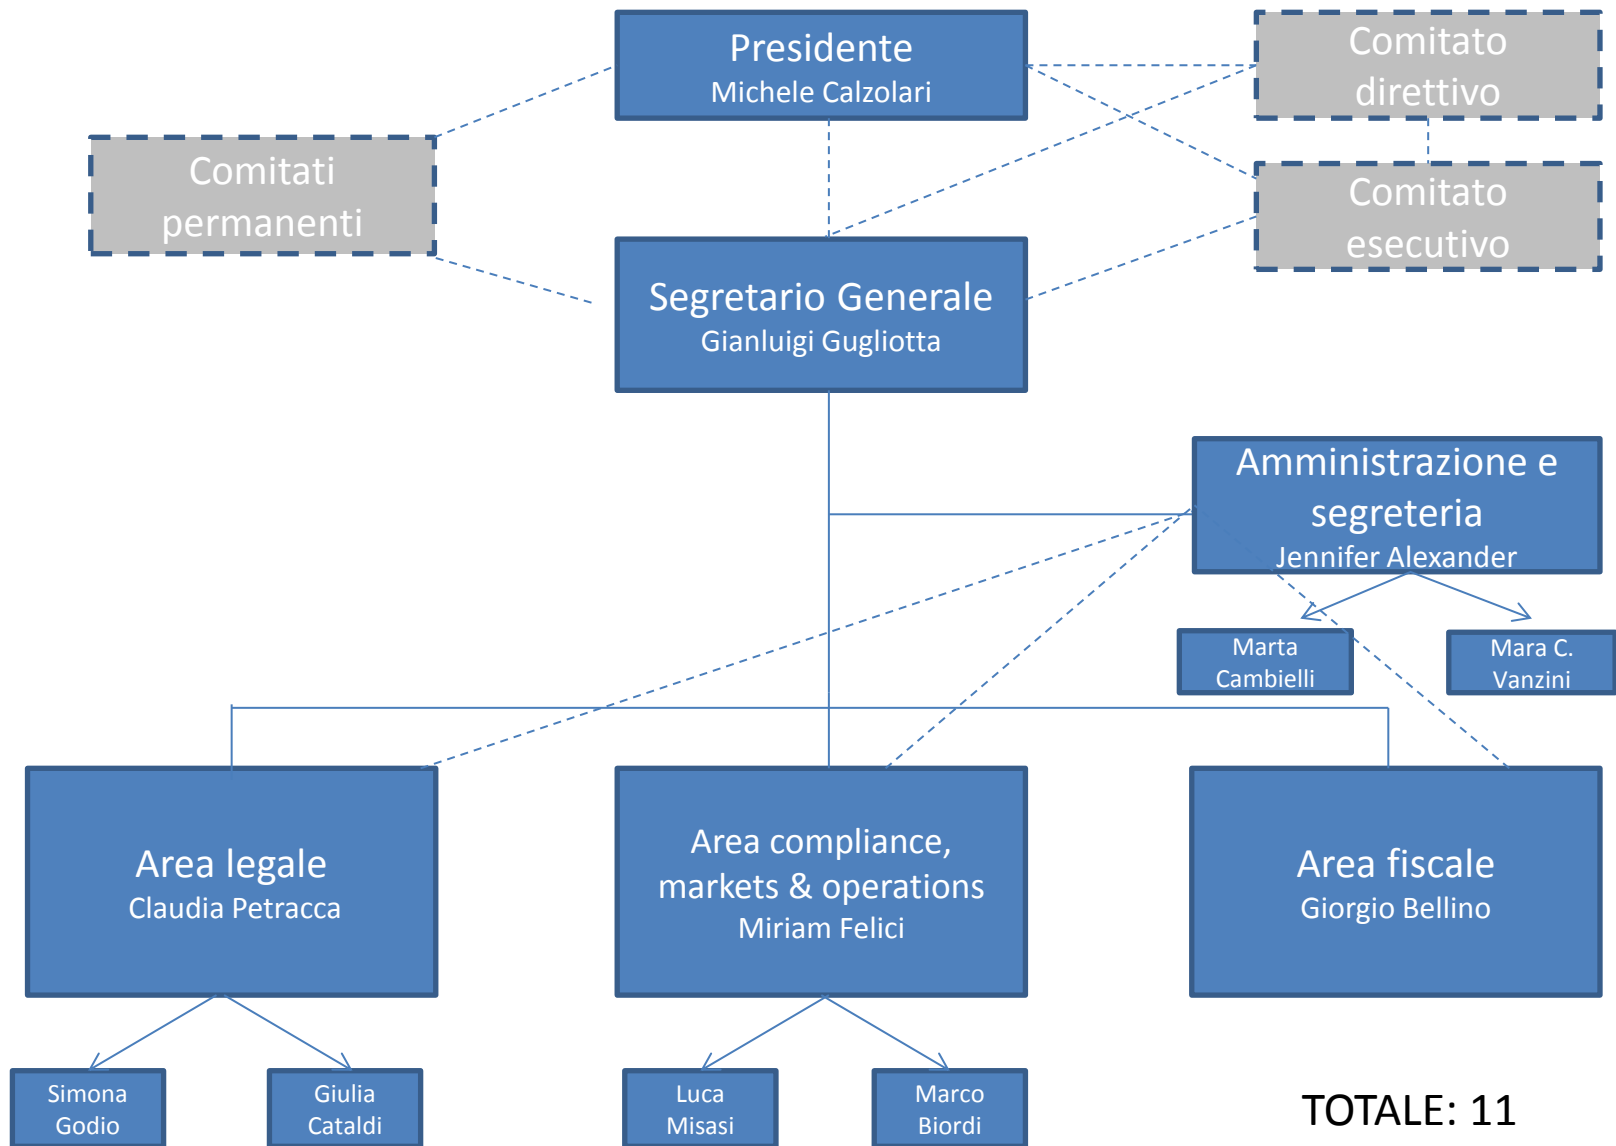 Presidente
Michele Calzolari
Comitato
direttivo
Comitati
permanenti
Comitato
esecutivo
Segretario Generale
Gianluigi Gugliotta
Amministrazione e
segreteria
Jennifer Alexander
Marta
Cambielli
Mara C.
Vanzini
Area legale
Claudia Petracca
Area compliance,
markets & operations
Miriam Felici
Area fiscale
Giorgio Bellino
Simona
Godio
Giulia
Cataldi
Luca
Misasi
Marco
Biordi
TOTALE: 11